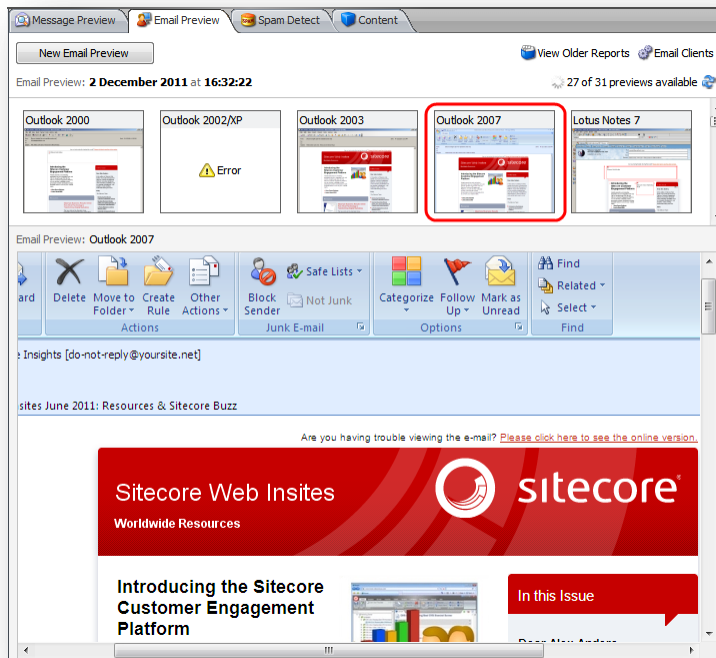 Message Preview Email Preview Spam Detect Content
New Email Preview View Older Reports Email Clients
Email Preview: 2 December 2011 at 16:32:22 27 of 31 previews available
Outlook 2000 Outlook 2002/XP Outlook 2003 Outlook 2007 Lotus Notes 7
Error
Email Preview: Outlook 2007
ard Delete Move to Folder Create Rule Other Actions
Actions
Block Sender Safe Lists Not Junk
Junk E-mail
Categorize Follow Up Mark as Unread
Options
Find
Related
Select
Find
e Insights [do-not-reply@yoursite.net]
sites June 2011: Resources & Sitecore Buzz
Are you having trouble viewing the e-mail? Please click here to see the online version.
Sitecore Web Insites
sitecore
Worldwide Resources
Introducing the Sitecore
Customer Engagement
Platform
In this Issue